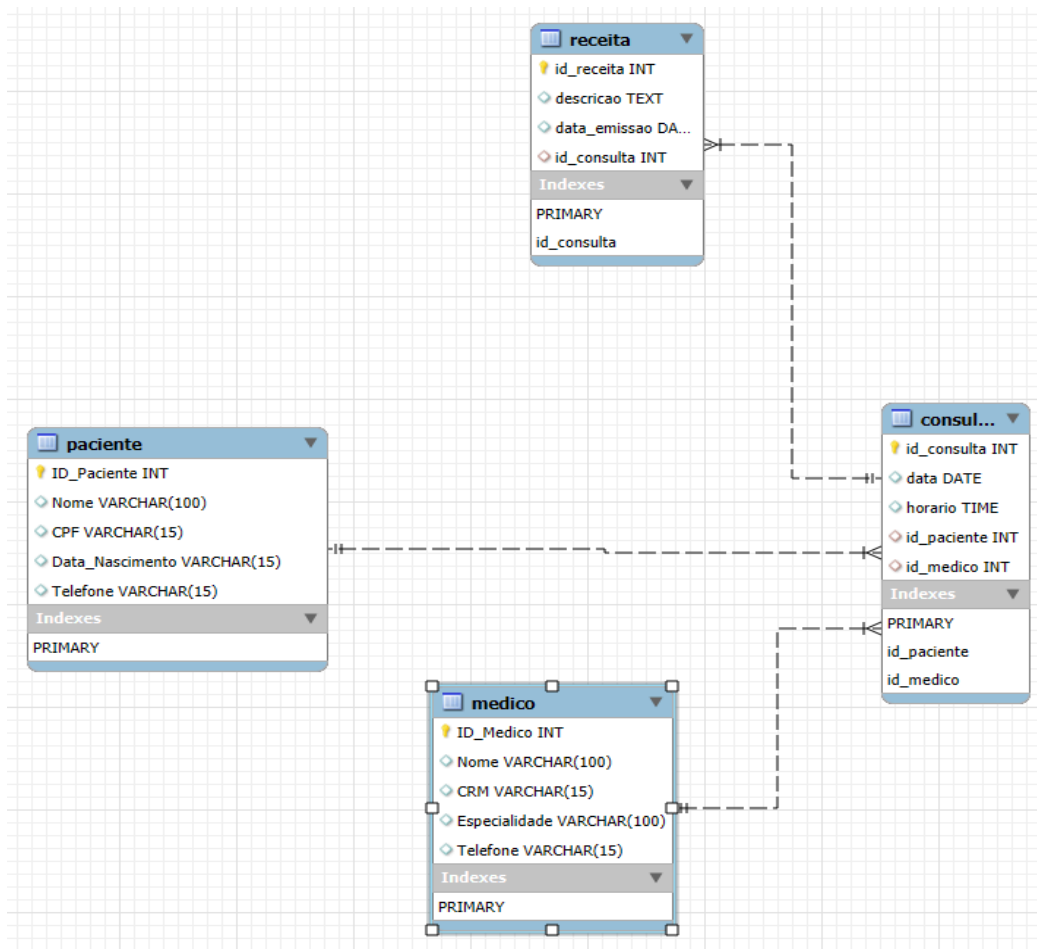 receita
id_receita INT
descricao TEXT
data_emissao DA...
id_consulta INT
Indexes
PRIMARY
id_consulta
paciente
ID_Paciente INT
Nome VARCHAR(100)
CPF VARCHAR(15)
Data_Nascimento VARCHAR(15)
Telefone VARCHAR(15)
Indexes
PRIMARY
consul...
id_consulta INT
data DATE
horario TIME
id_paciente INT
id_medico INT
Indexes
PRIMARY
id_paciente
id_medico
medico
ID_Medico INT
Nome VARCHAR(100)
CRM VARCHAR(15)
Especialidade VARCHAR(100)
Telefone VARCHAR(15)
Indexes
PRIMARY